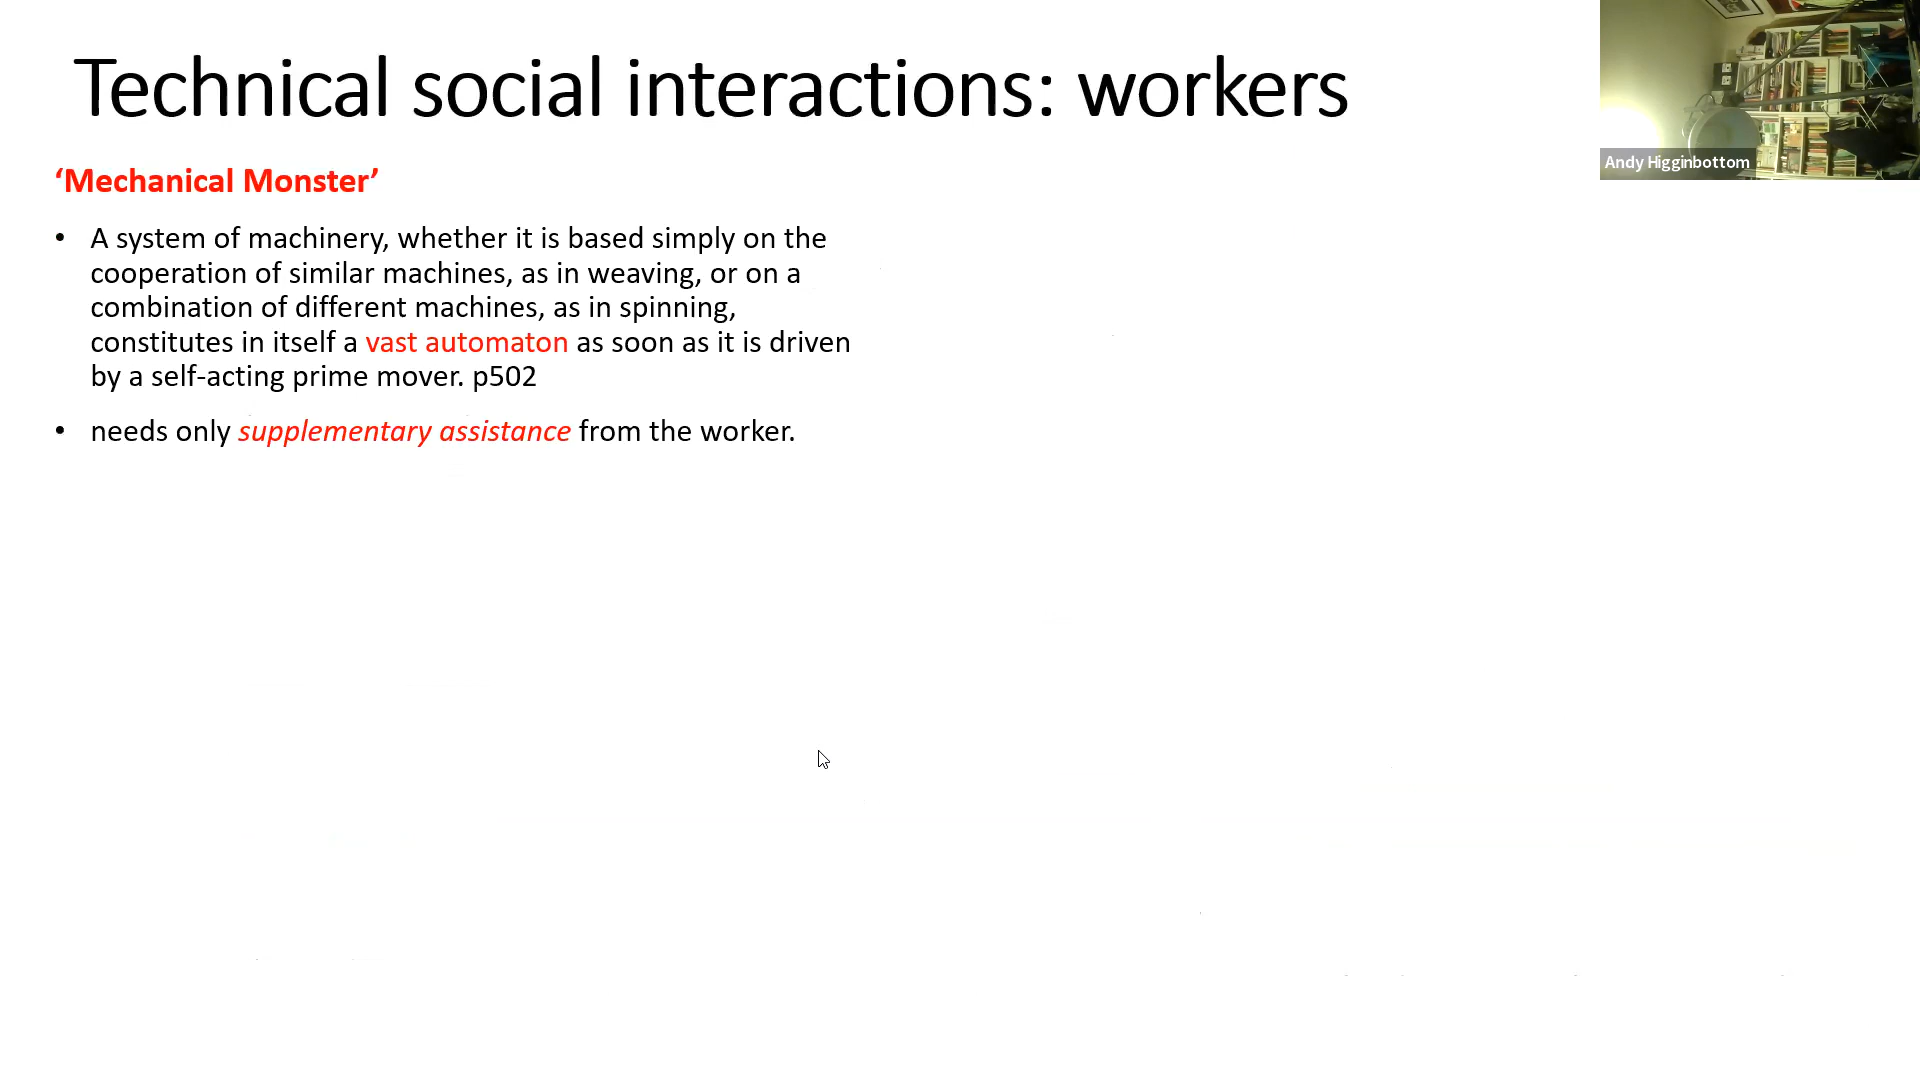 Technical social interactions: workers
Andy Higginbottom
‘Mechanical Monster’
• A system of machinery, whether it is based simply on the
cooperation of similar machines, as in weaving, or on a
combination of different machines, as in spinning,
constitutes in itself a vast automaton as soon as it is driven
by a self-acting prime mover. p502
• needs only supplementary assistance from the worker.